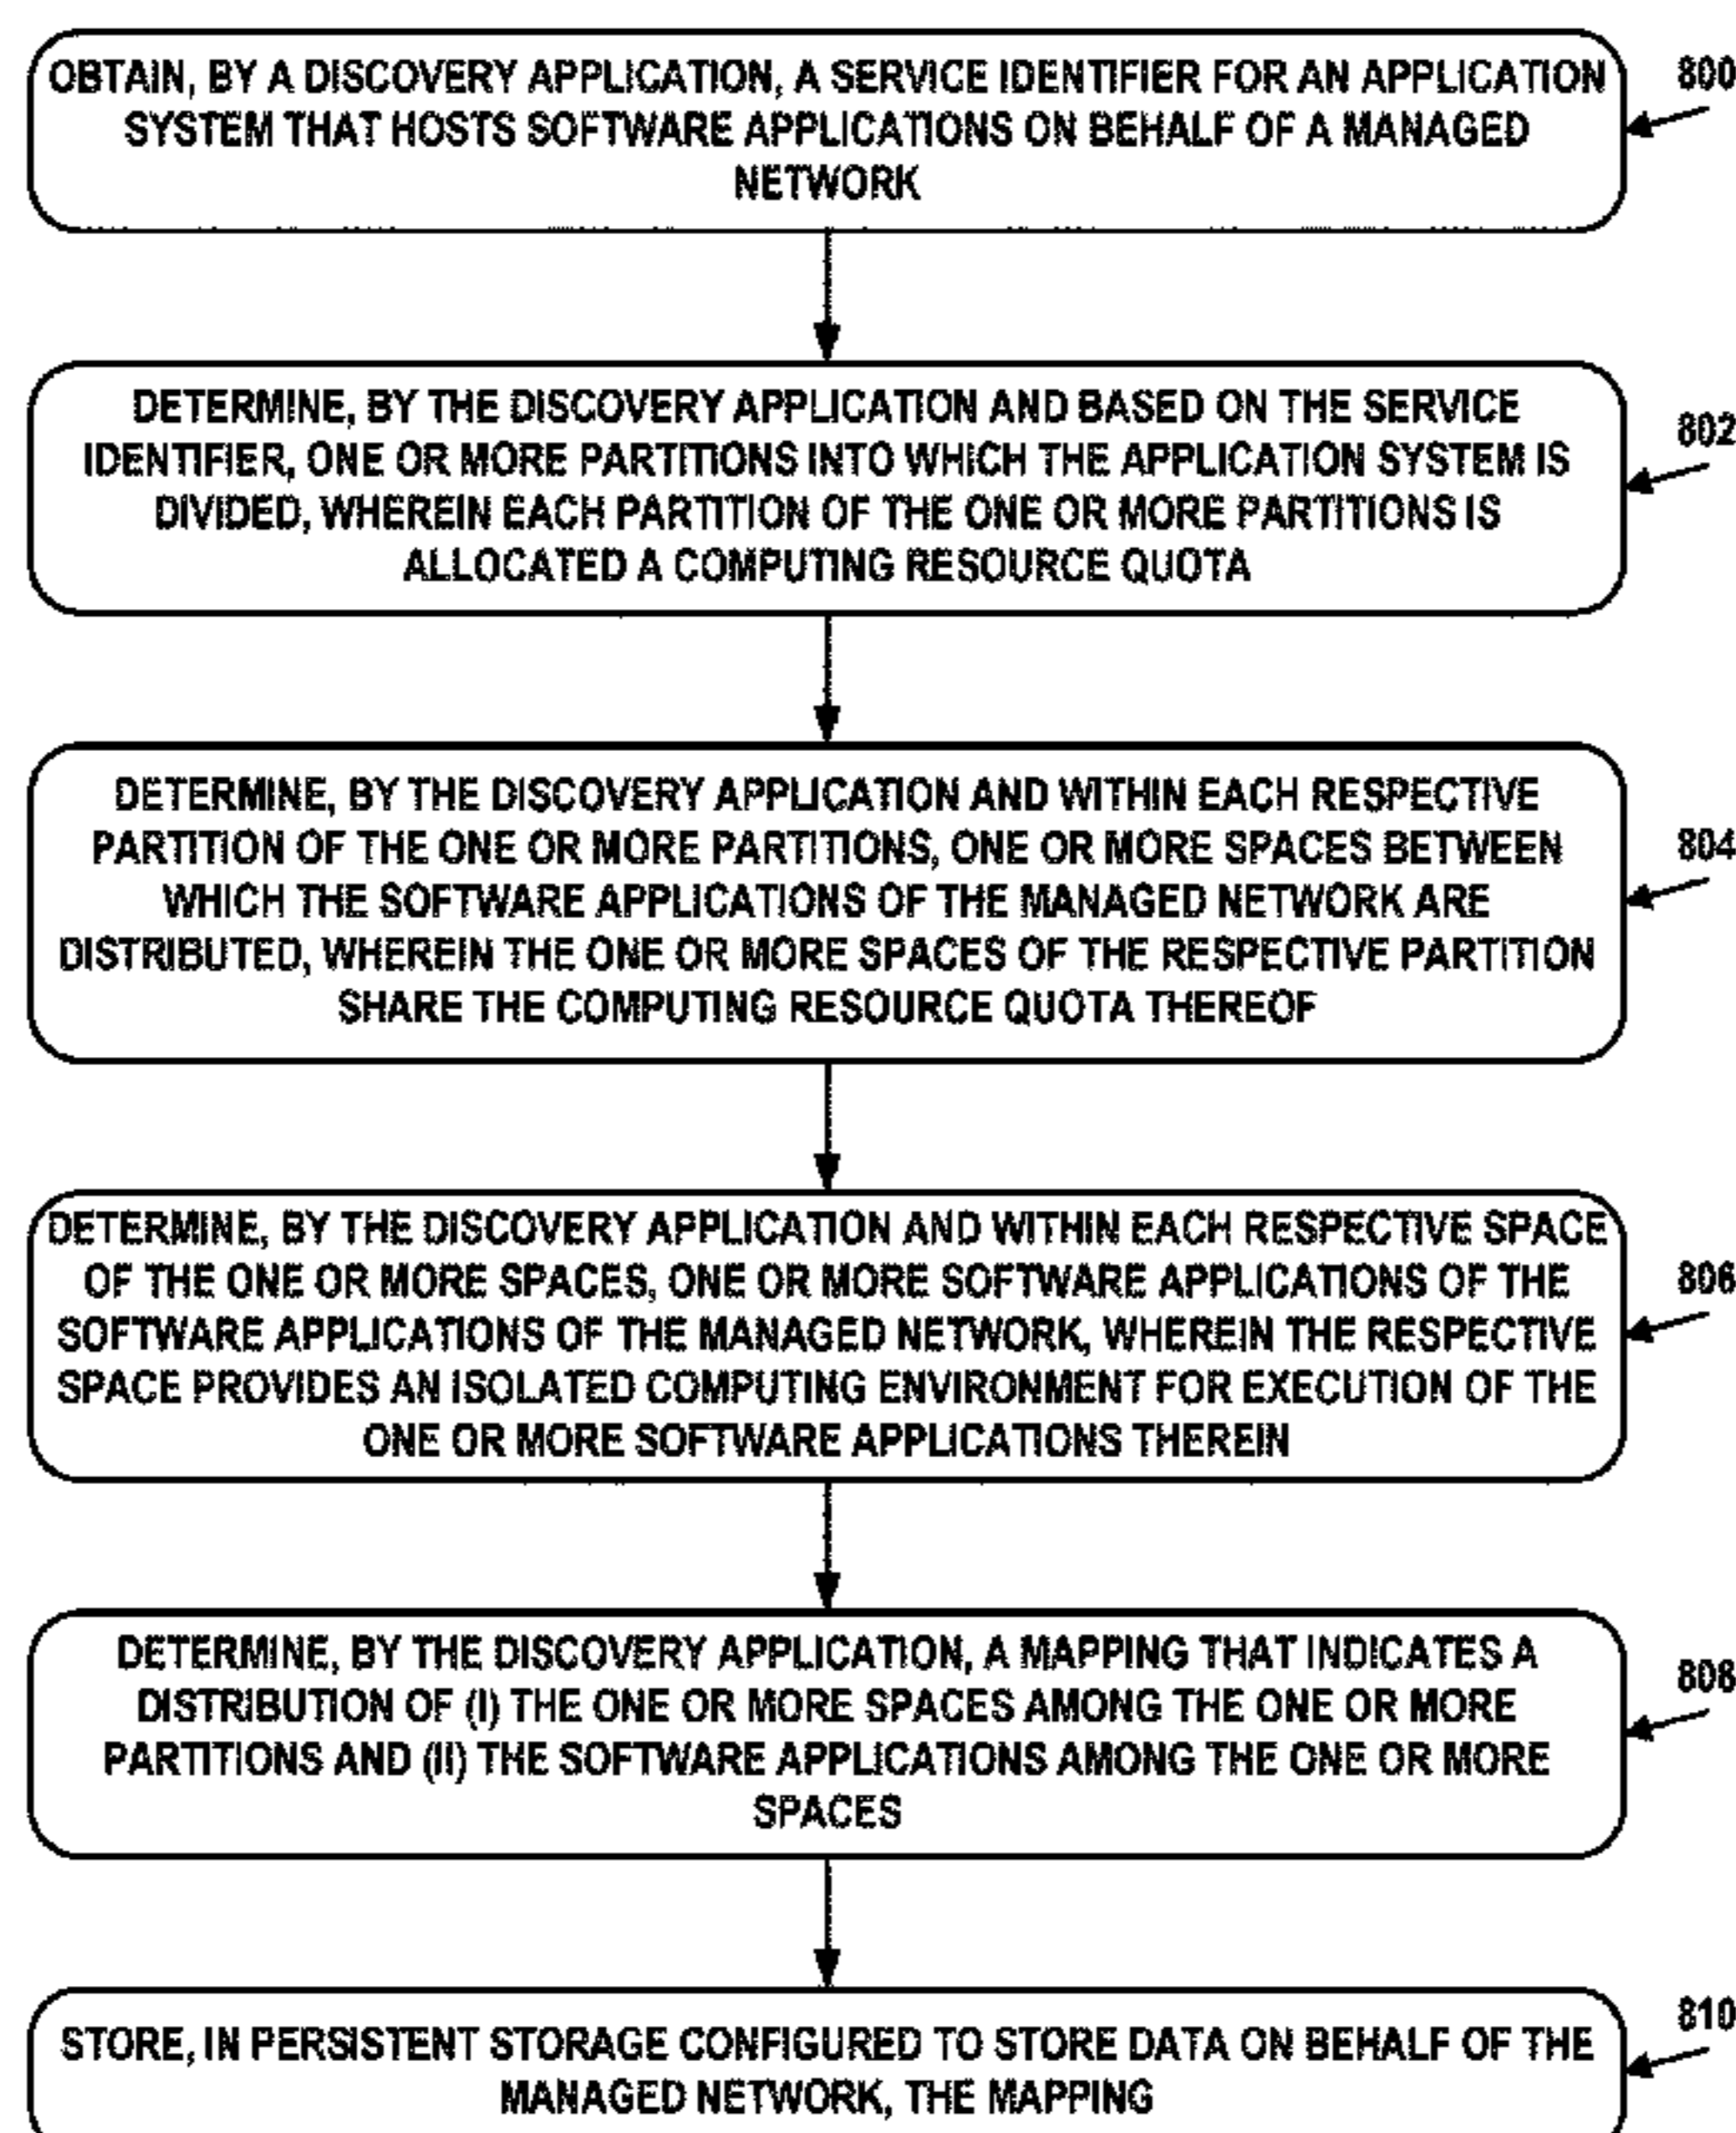 OBTAIN, BY A DISCOVERY APPLICATION, A SERVICE IDENTIFIER FOR AN APPLICATION
SYSTEM THAT HOSTS SOFTWARE APPLICATIONS ON BEHALF OF A MANAGED
NETWORK
800
DETERMINE, BY THE DISCOVERY APPLICATION AND BASED ON THE SERVICE
IDENTIFIER, ONE OR MORE PARTITIONS INTO WHICH THE APPLICATION SYSTEM IS
DIVIDED, WHEREIN EACH PARTITION OF THE ONE OR MORE PARTITIONS IS
ALLOCATED A COMPUTING RESOURCE QUOTA
802
DETERMINE, BY THE DISCOVERY APPLICATION AND WITHIN EACH RESPECTIVE
PARTITION OF THE ONE OR MORE PARTITIONS, ONE OR MORE SPACES BETWEEN
WHICH THE SOFTWARE APPLICATIONS OF THE MANAGED NETWORK ARE
DISTRIBUTED, WHEREIN THE ONE OR MORE SPACES OF THE RESPECTIVE PARTITION
SHARE THE COMPUTING RESOURCE QUOTA THEREOF
804
DETERMINE, BY THE DISCOVERY APPLICATION AND WITHIN EACH RESPECTIVE SPACE
OF THE ONE OR MORE SPACES, ONE OR MORE SOFTWARE APPLICATIONS OF THE
SOFTWARE APPLICATIONS OF THE MANAGED NETWORK, WHEREIN THE RESPECTIVE
SPACE PROVIDES AN ISOLATED COMPUTING ENVIRONMENT FOR EXECUTION OF THE
ONE OR MORE SOFTWARE APPLICATIONS THEREIN
806
DETERMINE, BY THE DISCOVERY APPLICATION, A MAPPING THAT INDICATES A
DISTRIBUTION OF (I) THE ONE OR MORE SPACES AMONG THE ONE OR MORE
PARTITIONS AND (II) THE SOFTWARE APPLICATIONS AMONG THE ONE OR MORE
SPACES
808
STORE, IN PERSISTENT STORAGE CONFIGURED TO STORE DATA ON BEHALF OF THE
MANAGED NETWORK, THE MAPPING
810